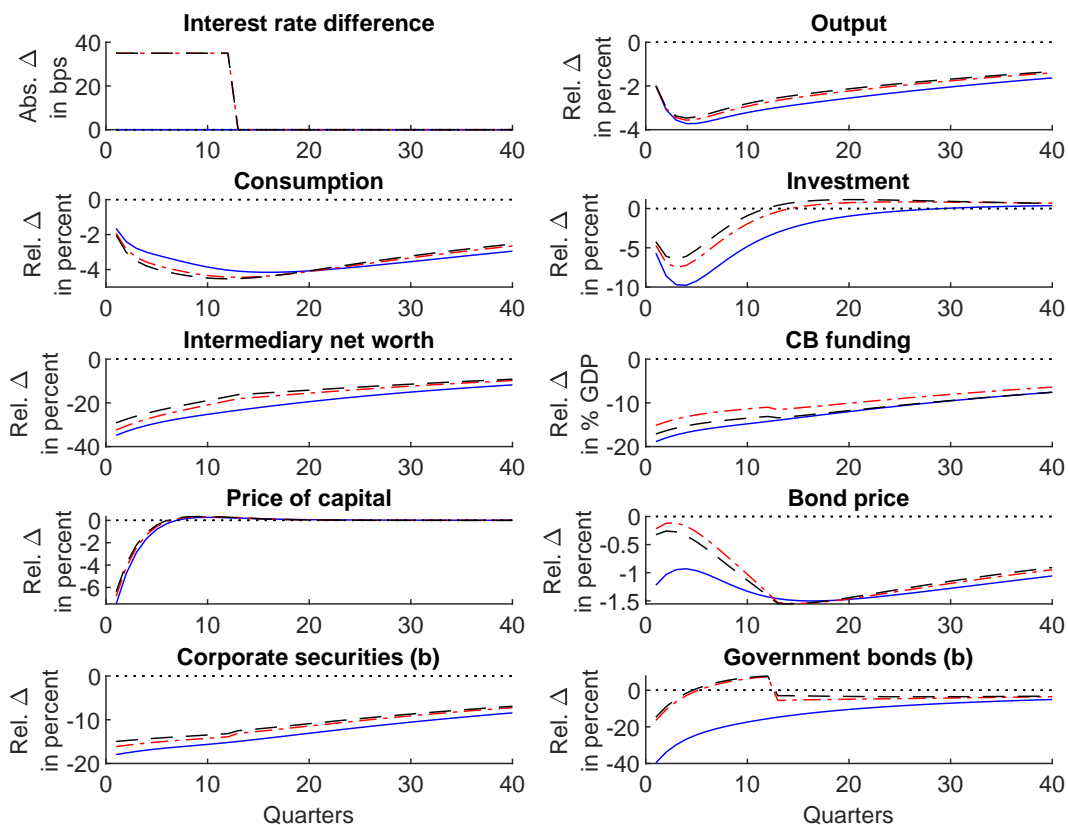 Interest rate difference
Abs. Δ
in bps
40
20
0
0 10 20 30 40
Output
Rel. Δ
in percent
0
-2
-4
0 10 20 30 40
Consumption
Rel. Δ
in percent
0
-2
-4
0 10 20 30 40
Investment
Rel. Δ
in percent
0
-5
-10
0 10 20 30 40
Intermediary net worth
Rel. Δ
in percent
0
-20
-40
0 10 20 30 40
CB funding
Rel. Δ
in % GDP
0
-10
-20
0 10 20 30 40
Price of capital
Rel. Δ
in percent
0
-2
-4
-6
0 10 20 30 40
Bond price
Rel. Δ
in percent
0
-0.5
-1
-1.5
0 10 20 30 40
Corporate securities (b)
Rel. Δ
in percent
0
-10
-20
0 10 20 30 40
Quarters
Government bonds (b)
Rel. Δ
in percent
0
-20
-40
0 10 20 30 40
Quarters